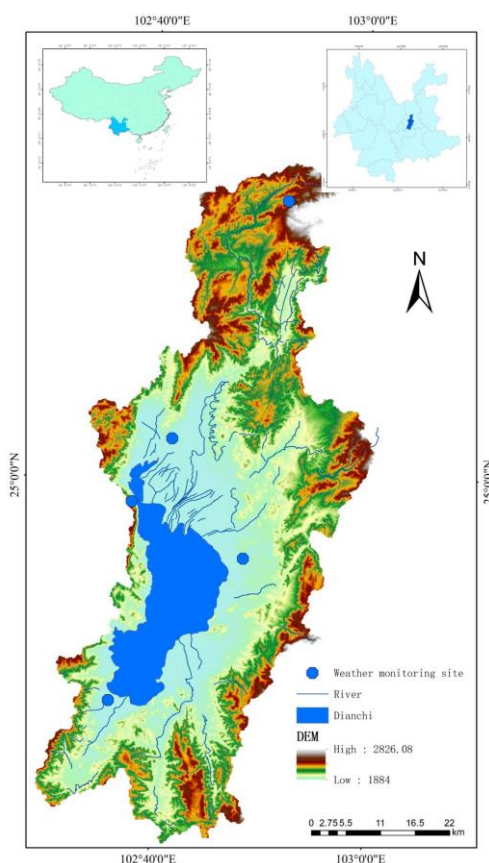 102°40'0"E
103°0'0"E
N
25°0'0"N
25°0'0"N
Weather monitoring site
River
Dianchi
DEM
High : 2826.08
Low : 1884
0 2.75 5.5 11 16.5 22
km
102°40'0"E
103°0'0"E